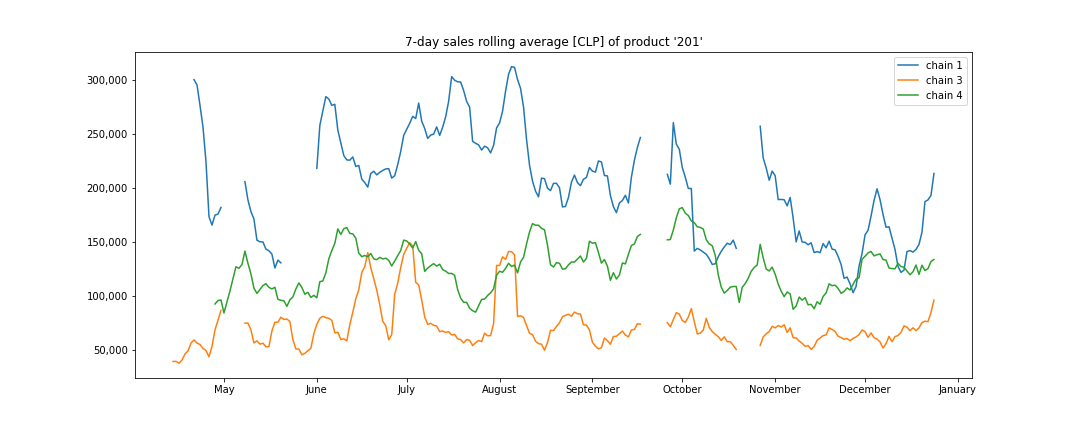 7-day sales rolling average [CLP] of product '201'
chain 1
chain 3
chain 4
300,000
250,000
200,000
150,000
100,000
50,000
May June July August September October November December January